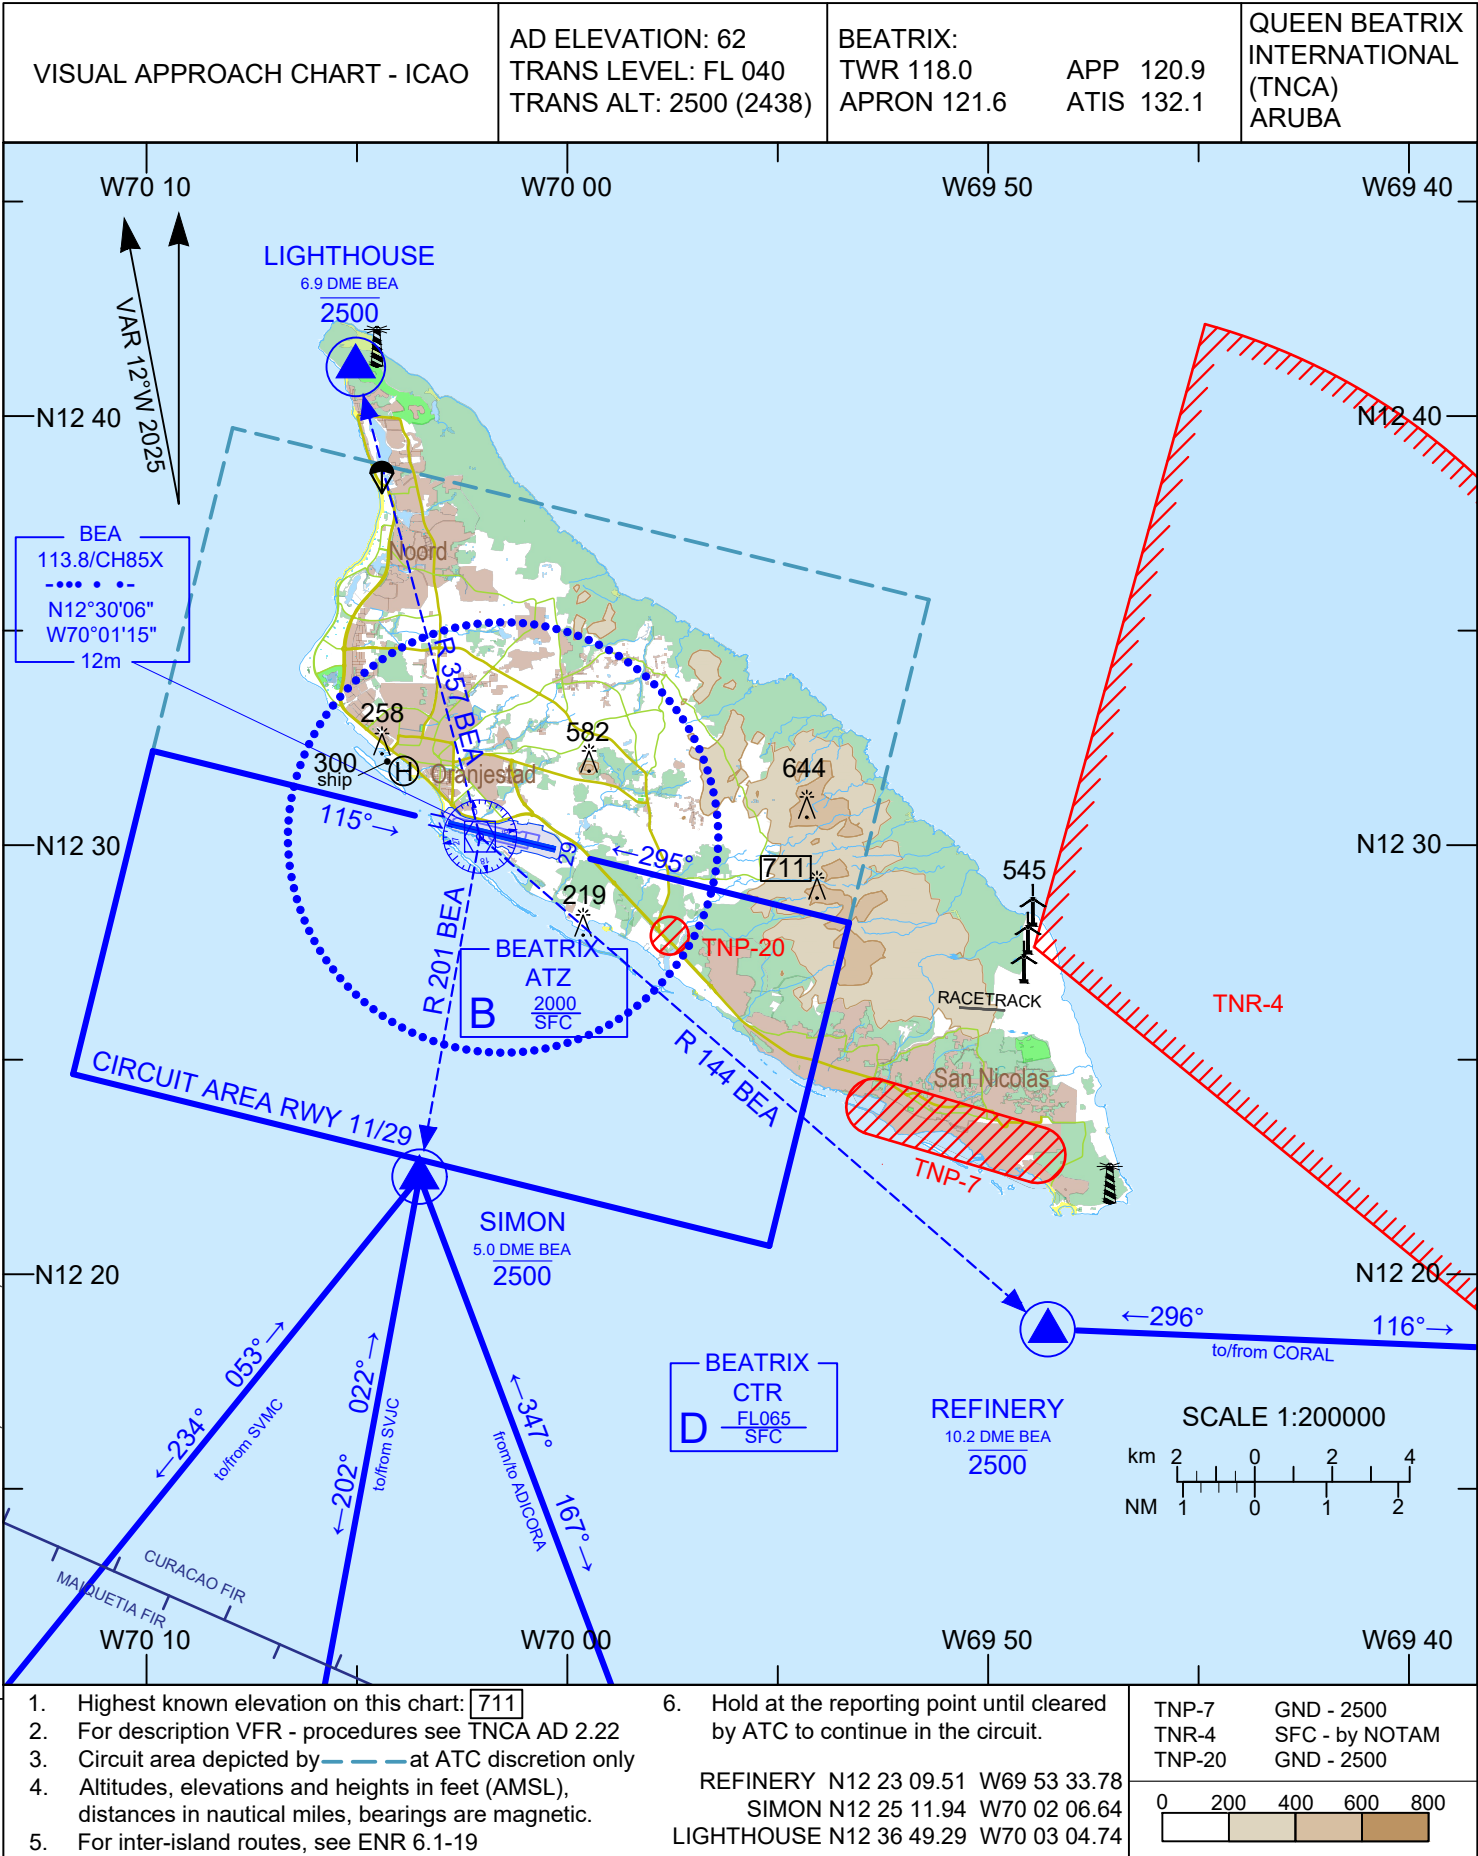 VISUAL APPROACH CHART - ICAO
AD ELEVATION: 62
TRANS LEVEL: FL 040
TRANS ALT: 2500 (2438)
BEATRIX:
TWR 118.0 APP 120.9
APRON 121.6 ATIS 132.1
QUEEN BEATRIX
INTERNATIONAL
(TNCA)
ARUBA
W70 10
W70 00
W69 50
W69 40
VAR 12°W 2025
LIGHTHOUSE
6.9 DME BEA
2500
N12 40
N12 40
BEA
113.8/CH85X
N12°30'06"
W70°01'15"
12m
Noord
R 357 BEA
258
300
ship
H
Oranjestad
582
644
711
545
115°→
←295°
11
29
N12 30
N12 30
219
TNP-20
BEATRIX
ATZ
B
2000
SFC
R 201 BEA
R 144 BEA
RACETRACK
TNR-4
San Nicolas
TNP-7
CIRCUIT AREA RWY 11/29
SIMON
5.0 DME BEA
2500
N12 20
N12 20
←296°
116°→
to/from CORAL
REFINERY
10.2 DME BEA
2500
BEATRIX
CTR
D
FL065
SFC
←234°
053°→
to/from SVMC
←202°
022°→
to/from SVJC
←347°
167°→
from/to ADICORA
CURACAO FIR
MAIQUETIA FIR
SCALE 1:200000
km 2 0 2 4
NM 1 0 1 2
W70 10
W70 00
W69 50
W69 40
1. Highest known elevation on this chart: 711
2. For description VFR - procedures see TNCA AD 2.22
3. Circuit area depicted by at ATC discretion only
4. Altitudes, elevations and heights in feet (AMSL),
distances in nautical miles, bearings are magnetic.
5. For inter-island routes, see ENR 6.1-19
6. Hold at the reporting point until cleared
by ATC to continue in the circuit.
REFINERY N12 23 09.51 W69 53 33.78
SIMON N12 25 11.94 W70 02 06.64
LIGHTHOUSE N12 36 49.29 W70 03 04.74
TNP-7 GND - 2500
TNR-4 SFC - by NOTAM
TNP-20 GND - 2500
0 200 400 600 800